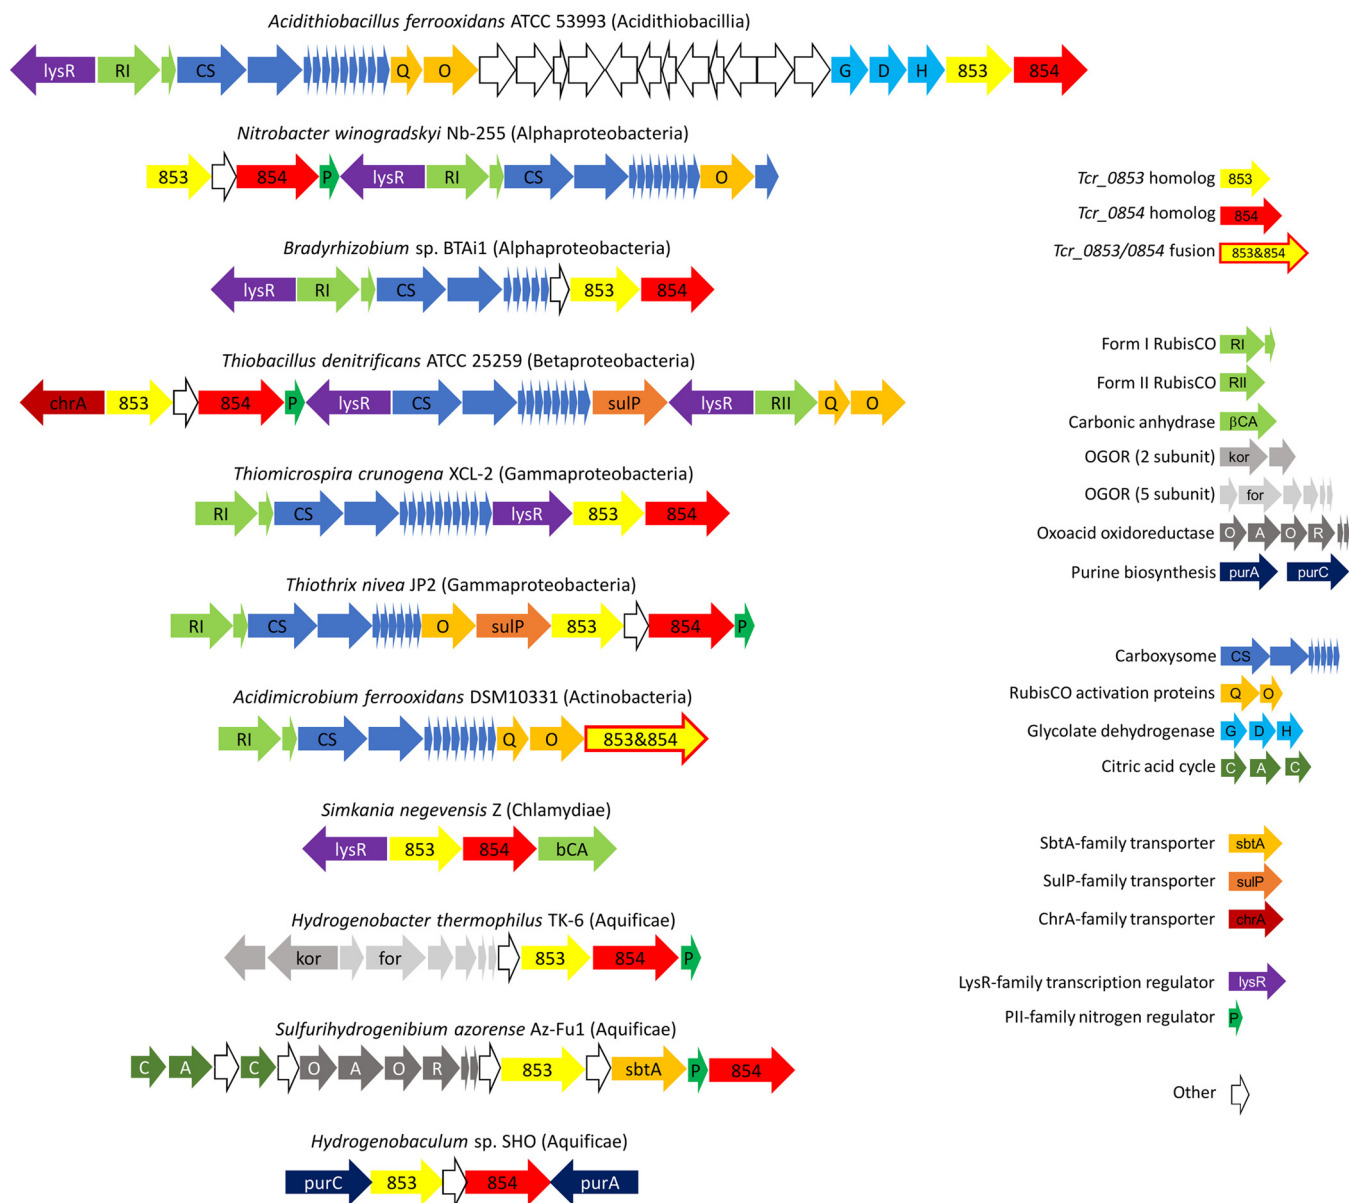 Acidithiobacillus ferrooxidans ATCC 53993 (Acidithiobacillia)
lysR RI CS Q O G D H 853 854
Nitrobacter winogradskyi Nb-255 (Alphaproteobacteria)
853 854 P lysR RI CS O
Bradyrhizobium sp. BTAi1 (Alphaproteobacteria)
lysR RI CS 853 854
Thiobacillus denitrificans ATCC 25259 (Betaproteobacteria)
chrA 853 854 P lysR CS sulP lysR RII Q O
Thiomicrospira crunogena XCL-2 (Gammaproteobacteria)
RI CS lysR 853 854
Thiothrix nivea JP2 (Gammaproteobacteria)
RI CS O sulP 853 854 P
Acidimicrobium ferrooxidans DSM10331 (Actinobacteria)
RI CS Q O 853&854
Simkania negevensis Z (Chlamydiae)
lysR 853 854 bCA
Hydrogenobacter thermophilus TK-6 (Aquificae)
kor for 853 854 P
Sulfurihydrogenibium azorense Az-Fu1 (Aquificae)
C A C O A O R 853 sbtA P 854
Hydrogenobaculum sp. SHO (Aquificae)
purC 853 854 purA
Tcr_0853 homolog 853
Tcr_0854 homolog 854
Tcr_0853/0854 fusion 853&854
Form I RubisCO RI
Form II RubisCO RII
Carbonic anhydrase βCA
OGOR (2 subunit) kor
OGOR (5 subunit) for
Oxoacid oxidoreductase O A O R
Purine biosynthesis purA purC
Carboxysome CS
RubisCO activation proteins Q O
Glycolate dehydrogenase G D H
Citric acid cycle C A C
SbtA-family transporter sbtA
SulP-family transporter sulP
ChrA-family transporter chrA
LysR-family transcription regulator lysR
PII-family nitrogen regulator P
Other